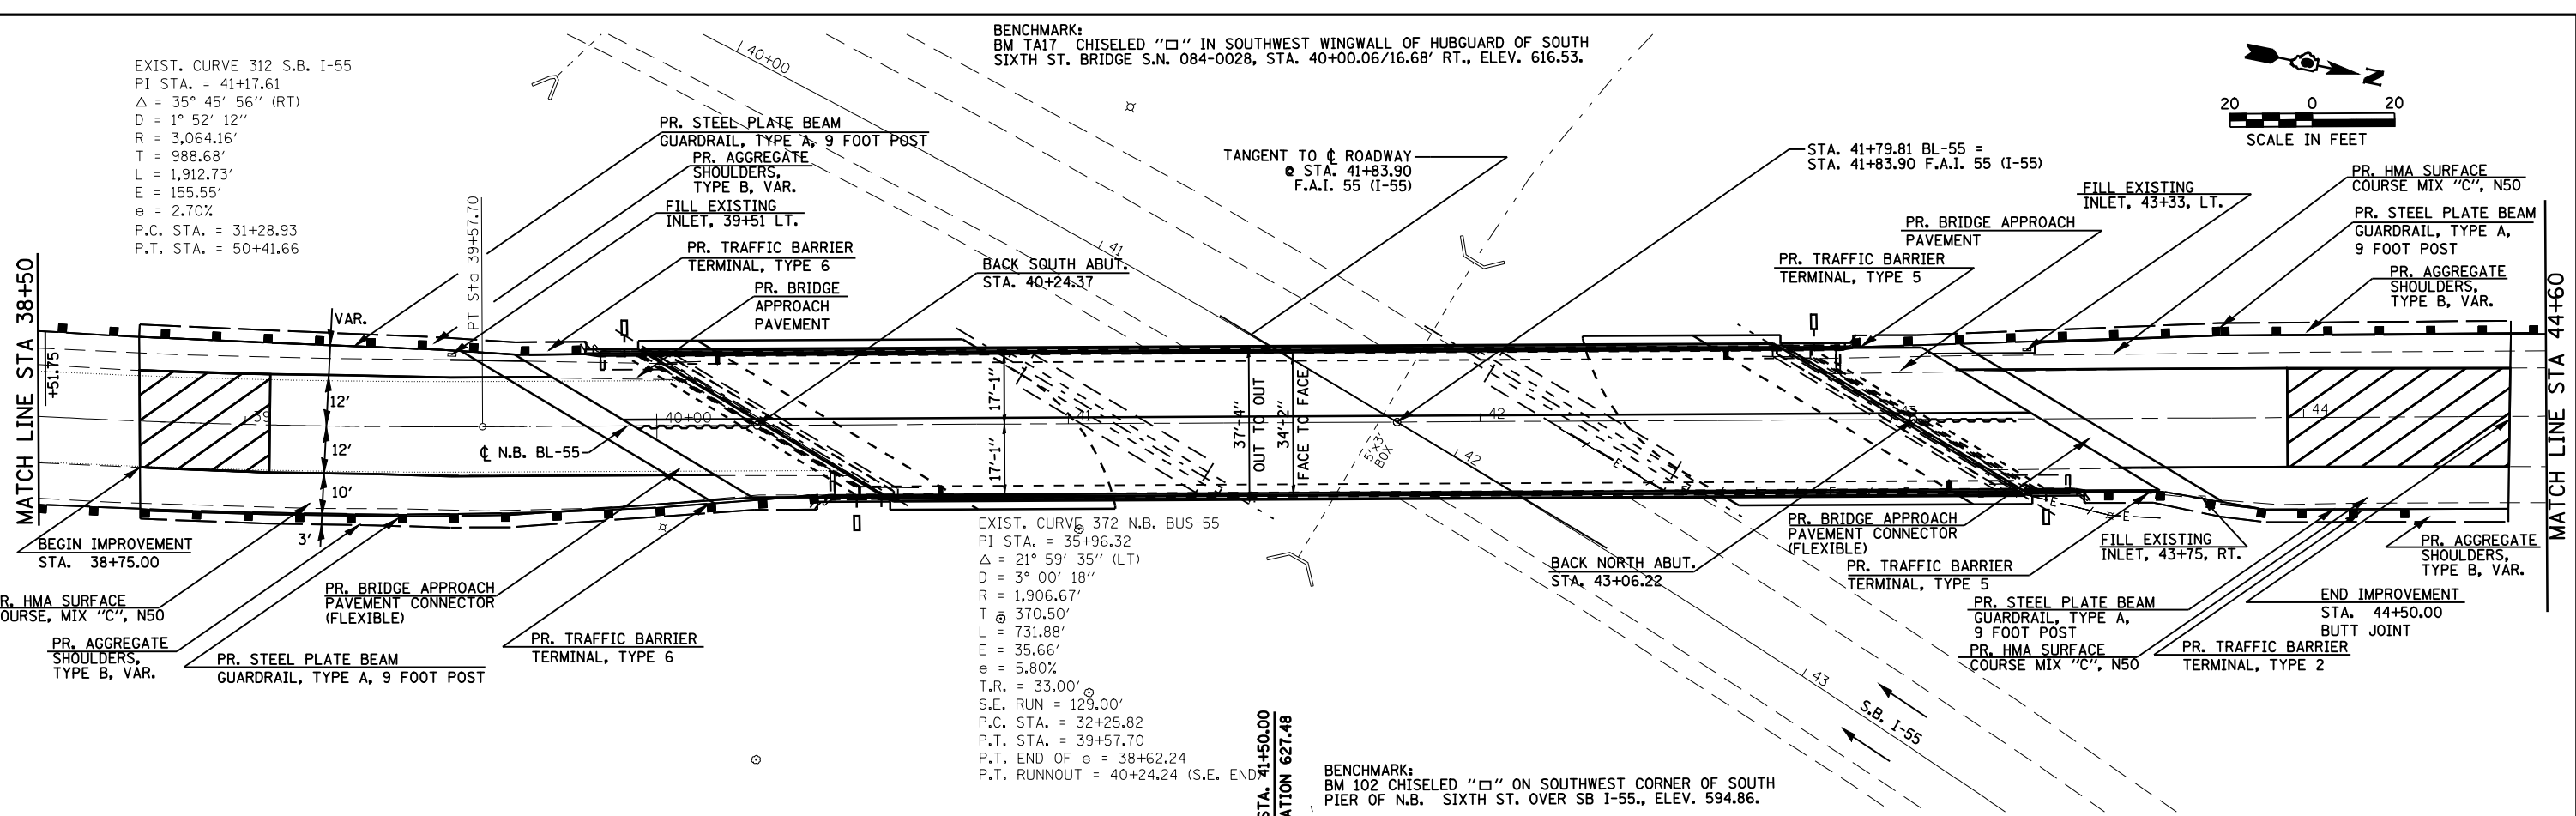 BENCHMARK:
BM TA17 CHISELED "□" IN SOUTHWEST WINGWALL OF HUBGUARD OF SOUTH
SIXTH ST. BRIDGE S.N. 084-0028, STA. 40+00.06/16.68' RT., ELEV. 616.53.
EXIST. CURVE 312 S.B. I-55
PI STA. = 41+17.61
△ = 35° 45' 56" (RT)
D = 1° 52' 12"
R = 3,064.16'
T = 988.68'
L = 1,912.73'
E = 155.55'
e = 2.70%
P.C. STA. = 31+28.93
P.T. STA. = 50+41.66
40+00
N
20 0 20
SCALE IN FEET
PR. STEEL PLATE BEAM
GUARDRAIL, TYPE A, 9 FOOT POST
PR. AGGREGATE
SHOULDERS,
TYPE B, VAR.
FILL EXISTING
INLET, 39+51 LT.
PR. TRAFFIC BARRIER
TERMINAL, TYPE 6
PR. BRIDGE
APPROACH
PAVEMENT
PT Sta 39+57.70
BACK SOUTH ABUT.
STA. 40+24.37
41
TANGENT TO ℄ ROADWAY
@ STA. 41+83.90
F.A.I. 55 (I-55)
STA. 41+79.81 BL-55 =
STA. 41+83.90 F.A.I. 55 (I-55)
PR. TRAFFIC BARRIER
TERMINAL, TYPE 5
PR. BRIDGE APPROACH
PAVEMENT
FILL EXISTING
INLET, 43+33, LT.
PR. HMA SURFACE
COURSE MIX "C", N50
PR. STEEL PLATE BEAM
GUARDRAIL, TYPE A,
9 FOOT POST
PR. AGGREGATE
SHOULDERS,
TYPE B, VAR.
MATCH LINE STA 38+50
+51.75
VAR.
12'
12'
10'
3'
39
40+00
℄ N.B. BL-55
17'-1"
17'-1"
41
37'-4"
OUT TO OUT
34'-2"
FACE TO FACE
5'x3'
BOX
42
42
E
43
44
MATCH LINE STA 44+60
BEGIN IMPROVEMENT
STA. 38+75.00
R. HMA SURFACE
OURSE, MIX "C", N50
PR. AGGREGATE
SHOULDERS,
TYPE B, VAR.
PR. STEEL PLATE BEAM
GUARDRAIL, TYPE A, 9 FOOT POST
PR. BRIDGE APPROACH
PAVEMENT CONNECTOR
(FLEXIBLE)
PR. TRAFFIC BARRIER
TERMINAL, TYPE 6
EXIST. CURVE 372 N.B. BUS-55
PI STA. = 35+96.32
△ = 21° 59' 35" (LT)
D = 3° 00' 18"
R = 1,906.67'
T = 370.50'
L = 731.88'
E = 35.66'
e = 5.80%
T.R. = 33.00'
S.E. RUN = 129.00'
P.C. STA. = 32+25.82
P.T. STA. = 39+57.70
P.T. END OF e = 38+62.24
P.T. RUNNOUT = 40+24.24 (S.E. END)
STA. 41+50.00
ATION 627.48
BENCHMARK:
BM 102 CHISELED "□" ON SOUTHWEST CORNER OF SOUTH
PIER OF N.B. SIXTH ST. OVER SB I-55., ELEV. 594.86.
BACK NORTH ABUT.
STA. 43+06.22
PR. BRIDGE APPROACH
PAVEMENT CONNECTOR
(FLEXIBLE)
PR. TRAFFIC BARRIER
TERMINAL, TYPE 5
E
E
FILL EXISTING
INLET, 43+75, RT.
PR. STEEL PLATE BEAM
GUARDRAIL, TYPE A,
9 FOOT POST
PR. HMA SURFACE
COURSE MIX "C", N50
PR. TRAFFIC BARRIER
TERMINAL, TYPE 2
END IMPROVEMENT
STA. 44+50.00
BUTT JOINT
PR. AGGREGATE
SHOULDERS,
TYPE B, VAR.
43
S.B. I-55